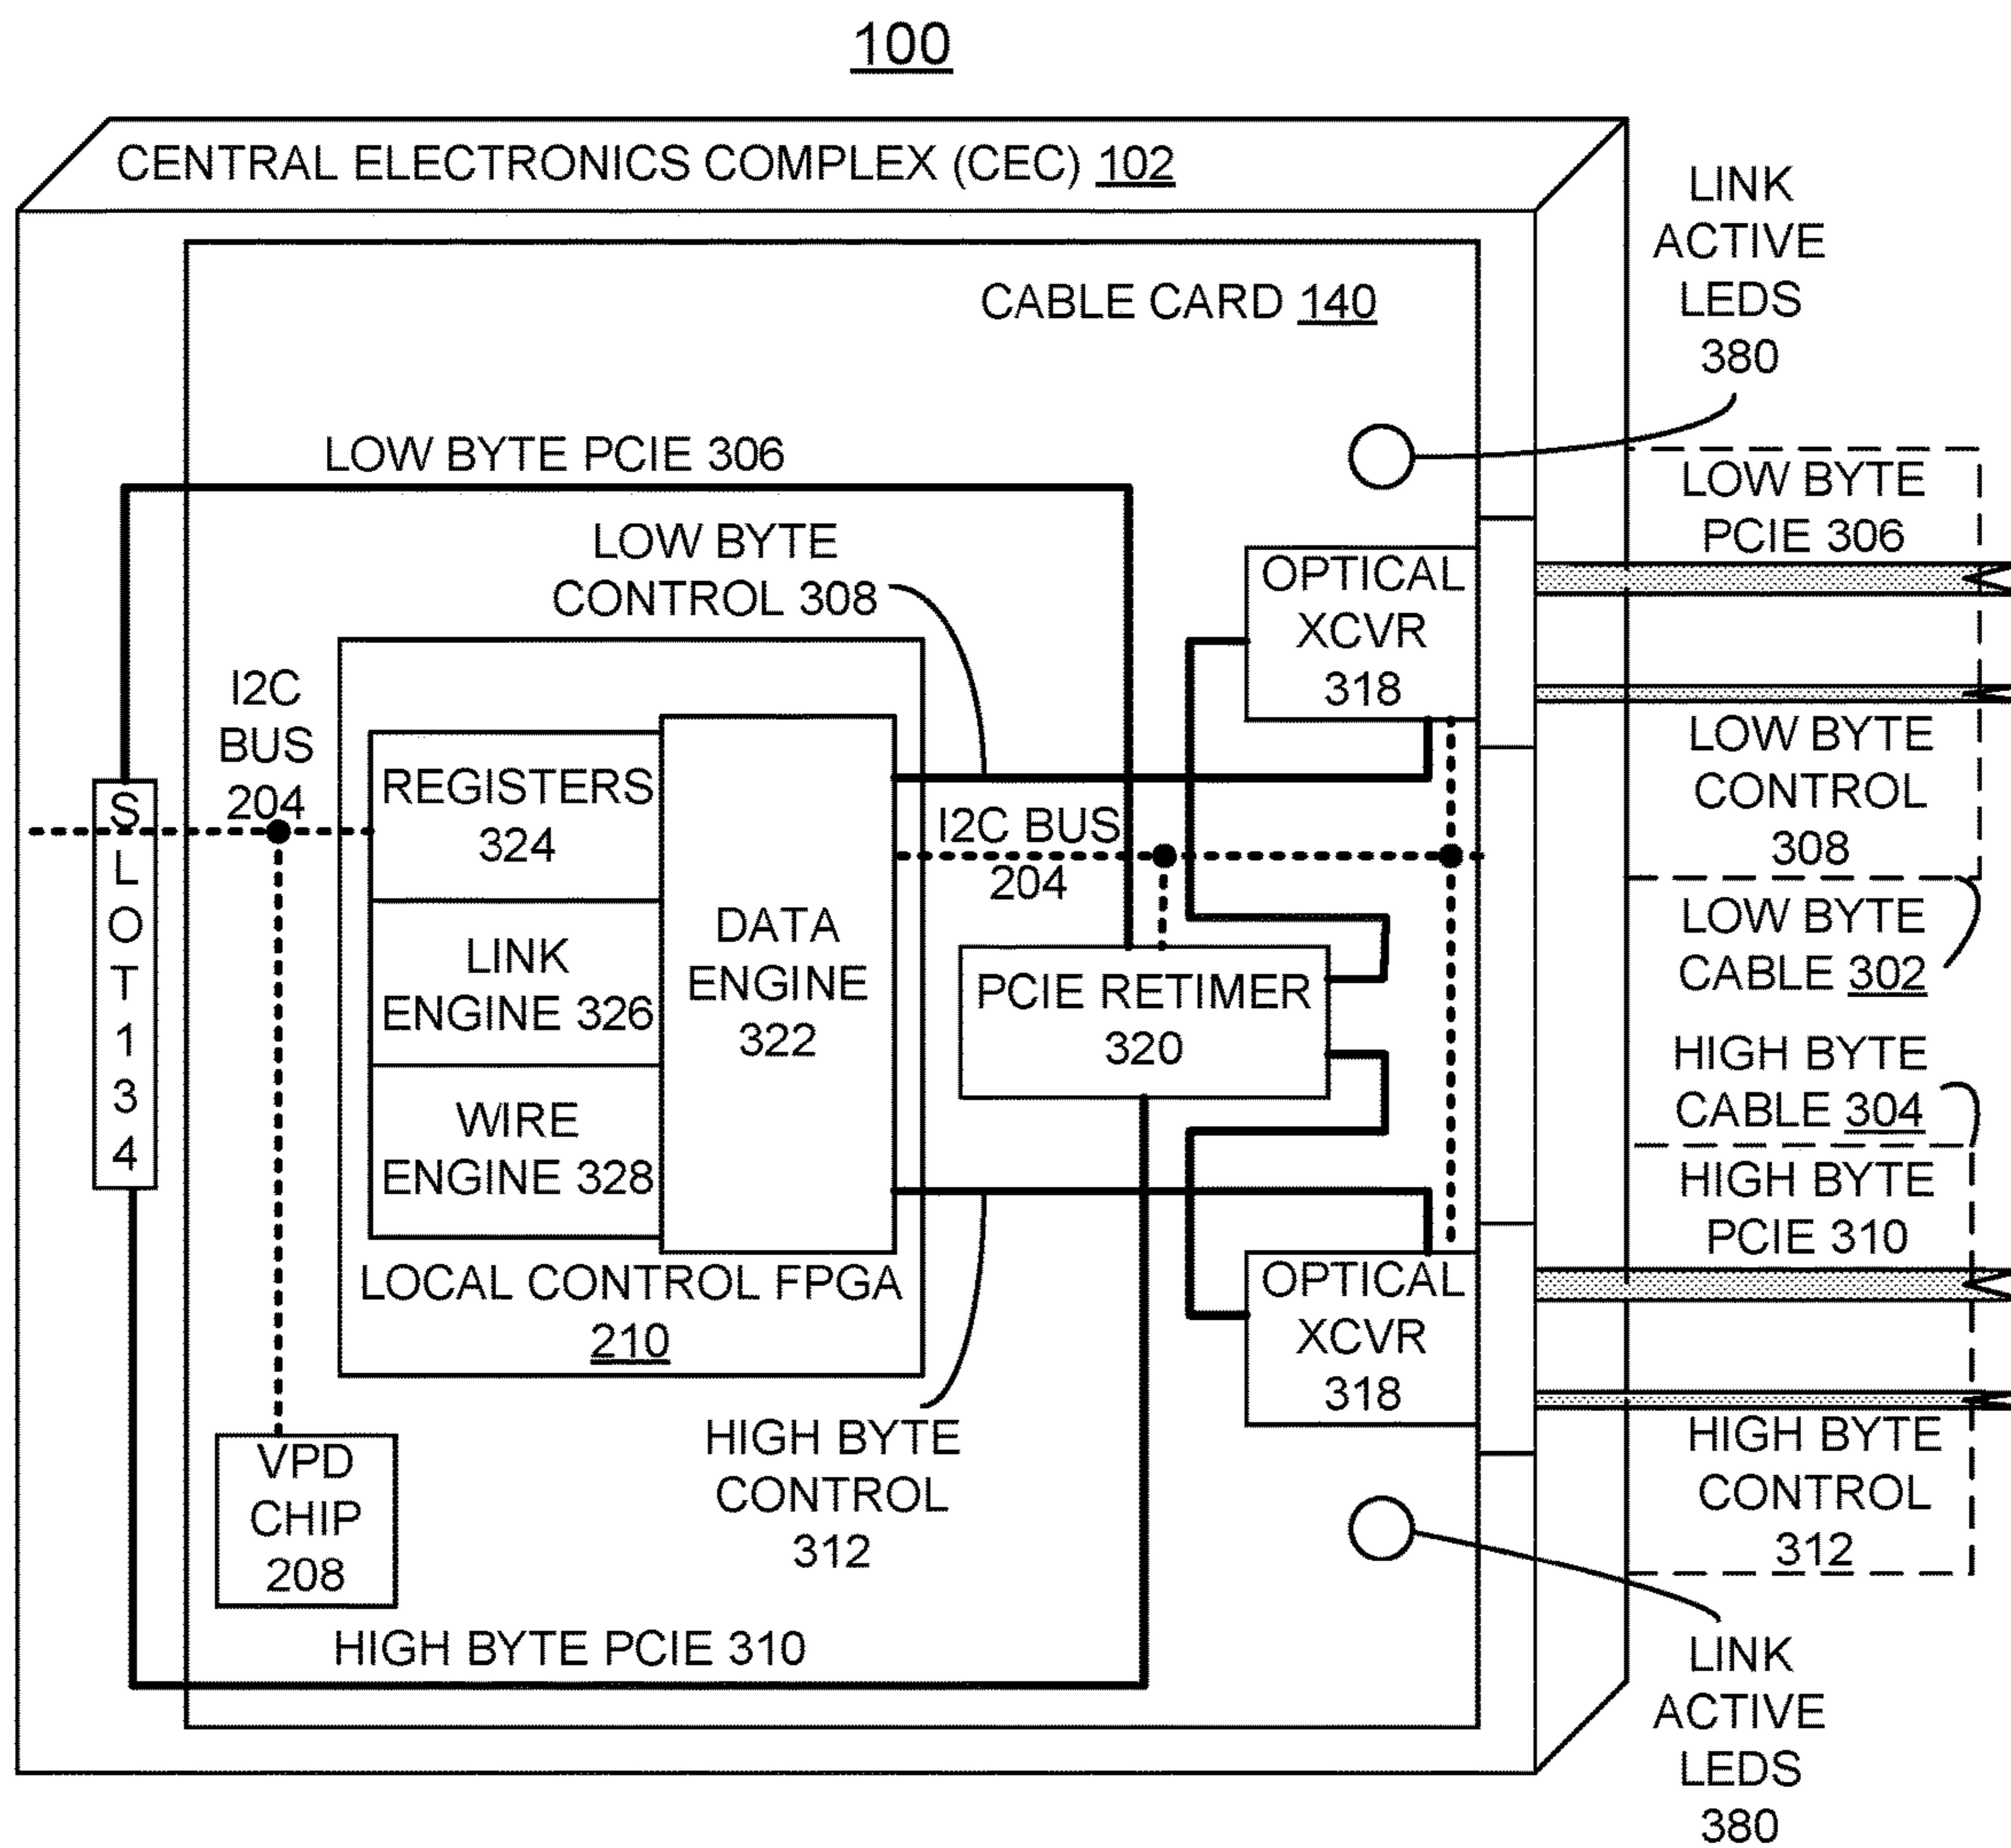 100
CENTRAL ELECTRONICS COMPLEX (CEC) 102
LINK
ACTIVE
LEDS
380
CABLE CARD 140
LOW BYTE PCIE 306
LOW BYTE
PCIE 306
LOW BYTE
CONTROL 308
OPTICAL
XCVR
318
I2C
BUS
204
SLOT 134
REGISTERS
324
LINK
ENGINE 326
WIRE
ENGINE 328
DATA
ENGINE
322
LOCAL CONTROL FPGA
210
I2C BUS
204
PCIE RETIMER
320
LOW BYTE
CONTROL
308
LOW BYTE
CABLE 302
HIGH BYTE
CABLE 304
HIGH BYTE
PCIE 310
OPTICAL
XCVR
318
HIGH BYTE
CONTROL
312
HIGH BYTE
CONTROL
312
VPD
CHIP
208
HIGH BYTE PCIE 310
LINK
ACTIVE
LEDS
380